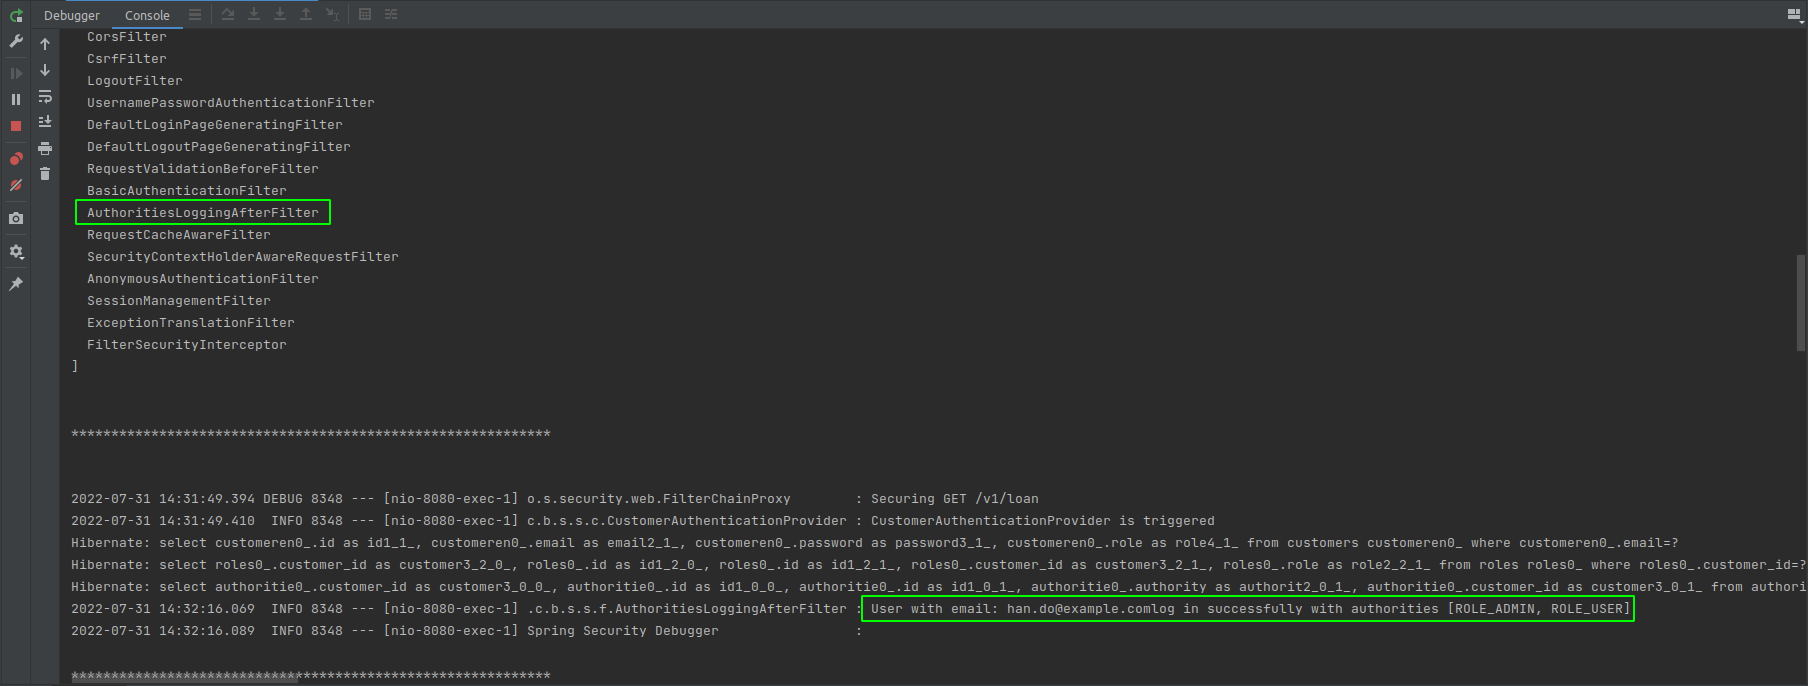 Debugger Console
CorsFilter
CsrfFilter
LogoutFilter
UsernamePasswordAuthenticationFilter
DefaultLoginPageGeneratingFilter
DefaultLogoutPageGeneratingFilter
RequestValidationBeforeFilter
BasicAuthenticationFilter
AuthoritiesLoggingAfterFilter
RequestCacheAwareFilter
SecurityContextHolderAwareRequestFilter
AnonymousAuthenticationFilter
SessionManagementFilter
ExceptionTranslationFilter
FilterSecurityInterceptor
]
************************************************************
2022-07-31 14:31:49.394 DEBUG 8348 --- [nio-8080-exec-1] o.s.security.web.FilterChainProxy        : Securing GET /v1/loan
2022-07-31 14:31:49.410  INFO 8348 --- [nio-8080-exec-1] c.b.s.s.c.CustomerAuthenticationProvider : CustomerAuthenticationProvider is triggered
Hibernate: select customeren0_.id as id1_1_, customeren0_.email as email2_1_, customeren0_.password as password3_1_, customeren0_.role as role4_1_ from customers customeren0_ where customeren0_.email=?
Hibernate: select roles0_.customer_id as customer3_2_0_, roles0_.id as id1_2_0_, roles0_.id as id1_2_1_, roles0_.customer_id as customer3_2_1_, roles0_.role as role2_2_1_ from roles roles0_ where roles0_.customer_id=?
Hibernate: select authoritie0_.customer_id as customer3_0_0_, authoritie0_.id as id1_0_0_, authoritie0_.id as id1_0_1_, authoritie0_.authority as authorit2_0_1_, authoritie0_.customer_id as customer3_0_1_ from authori
2022-07-31 14:32:16.069  INFO 8348 --- [nio-8080-exec-1] .c.b.s.s.f.AuthoritiesLoggingAfterFilter : User with email: han.do@example.comlog in successfully with authorities [ROLE_ADMIN, ROLE_USER]
2022-07-31 14:32:16.089  INFO 8348 --- [nio-8080-exec-1] Spring Security Debugger                 :
************************************************************